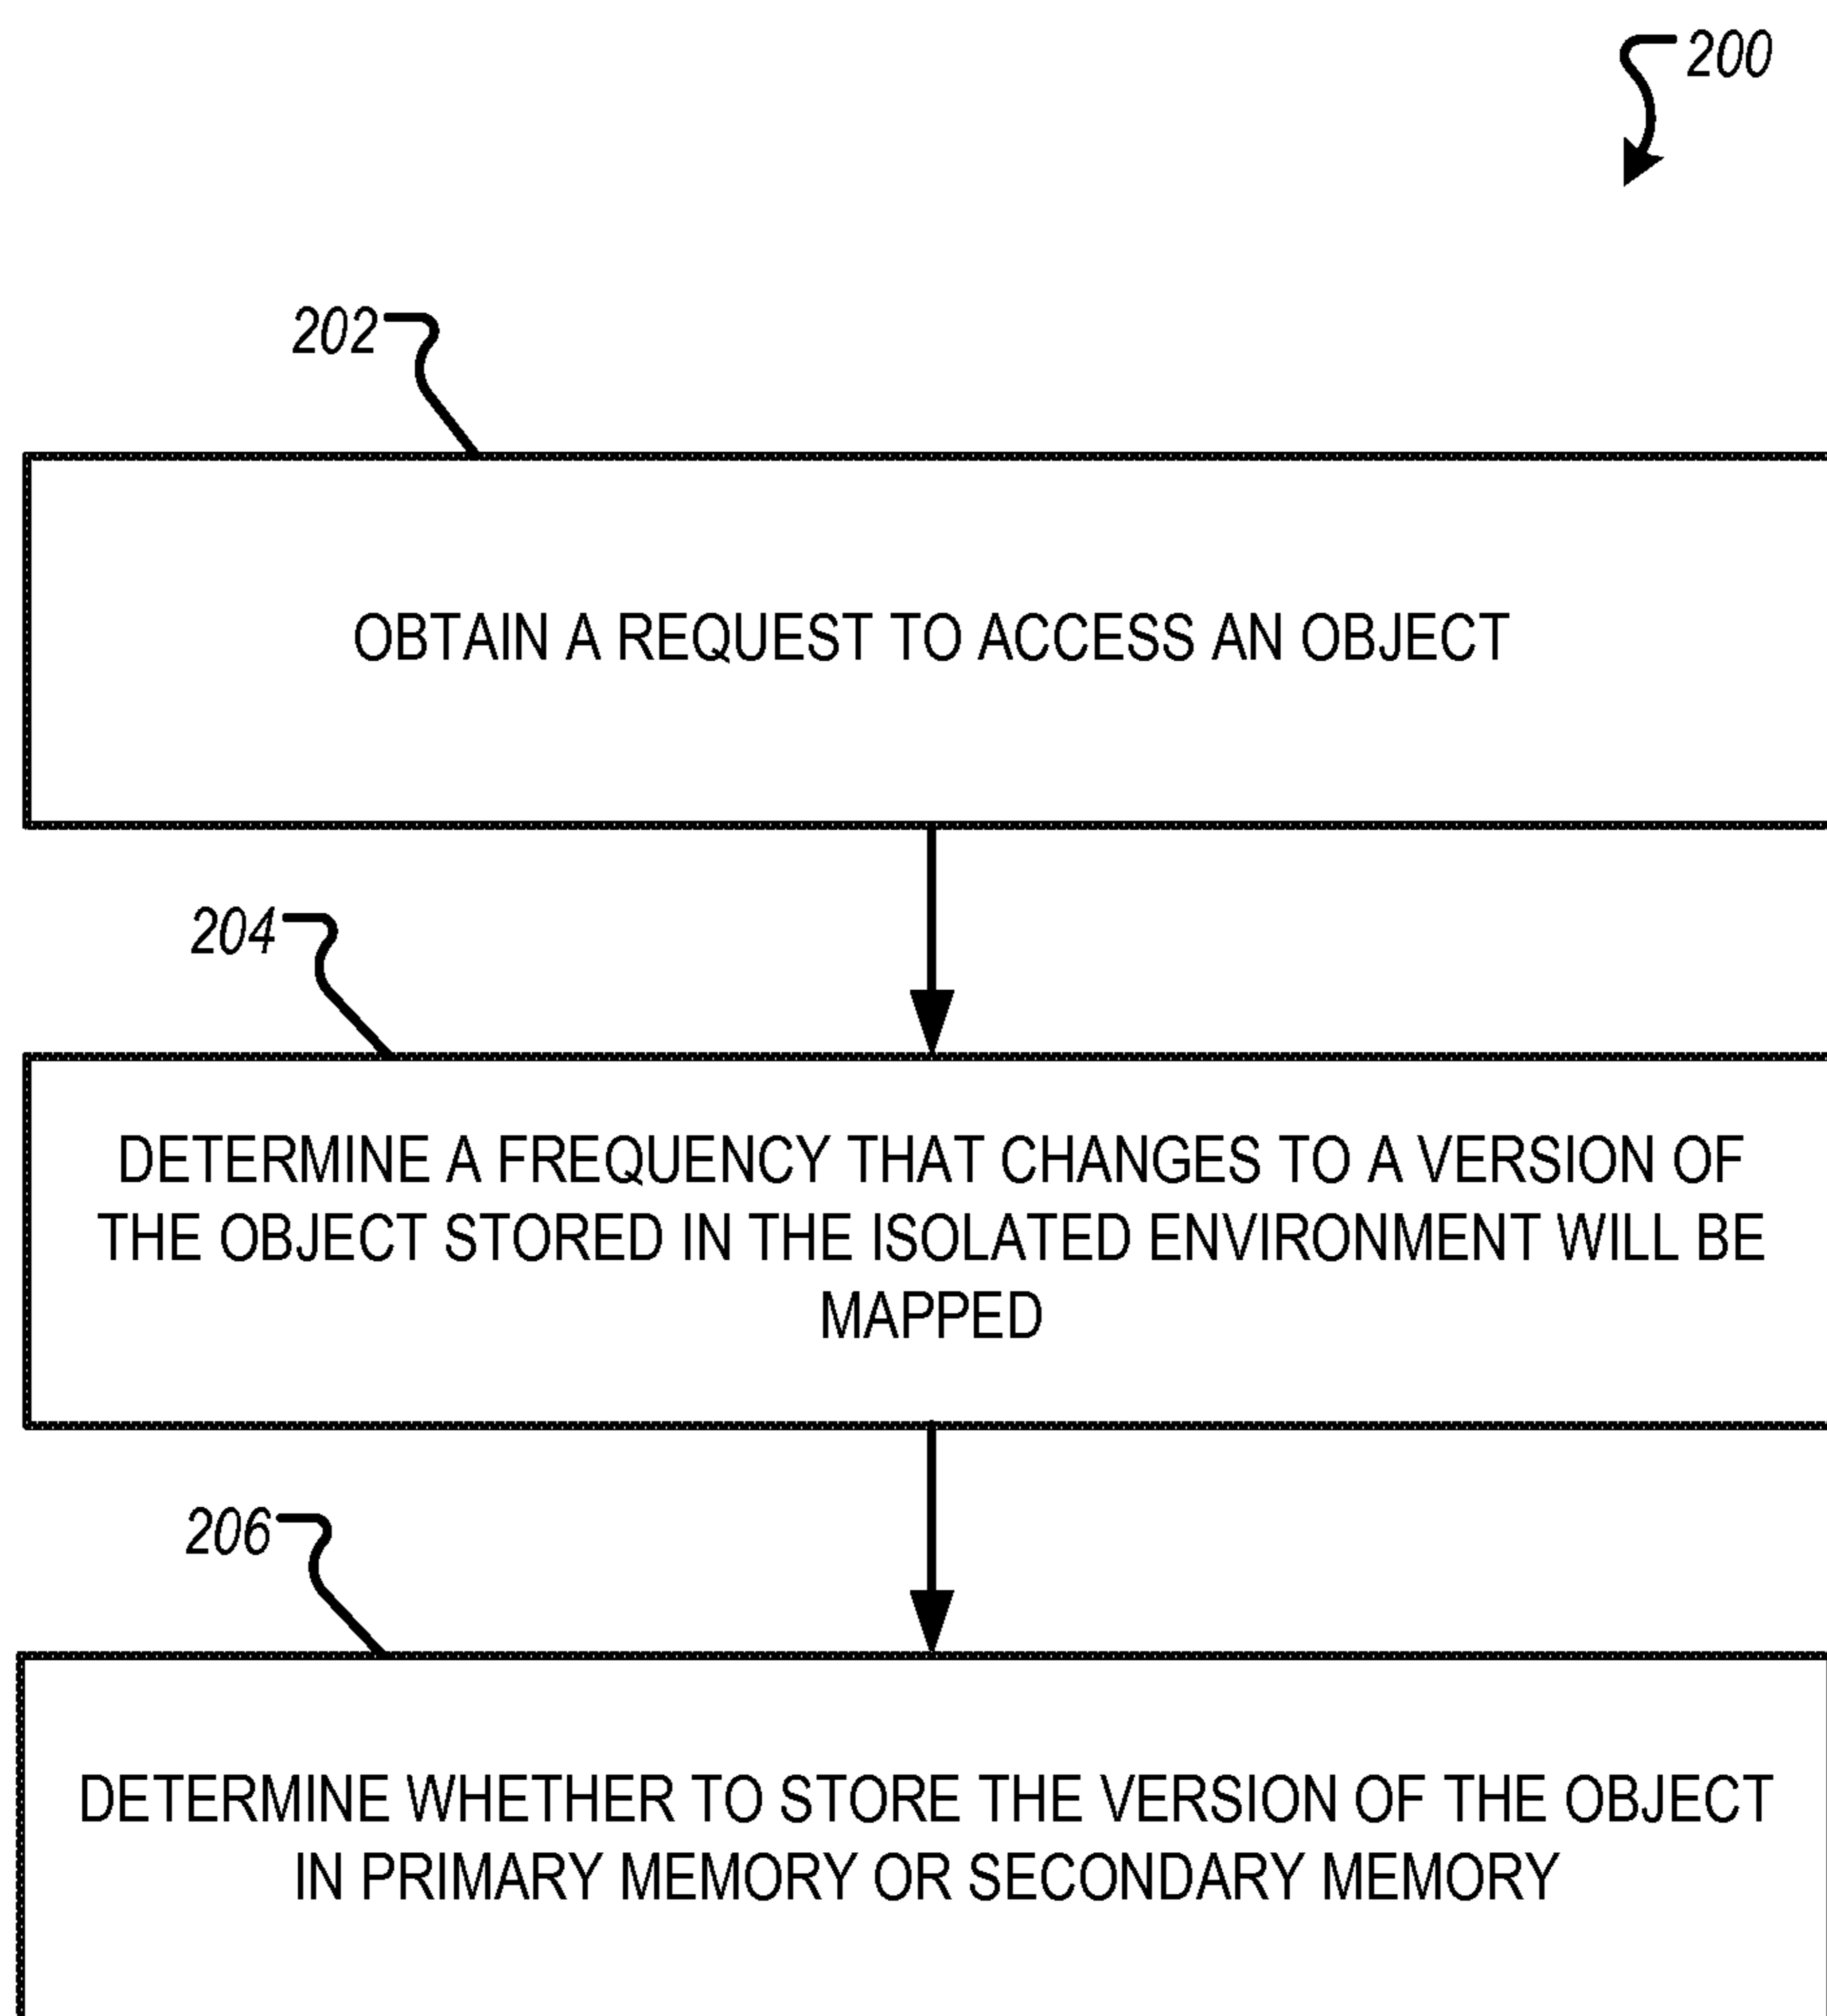 200
202
OBTAIN A REQUEST TO ACCESS AN OBJECT
204
DETERMINE A FREQUENCY THAT CHANGES TO A VERSION OF
THE OBJECT STORED IN THE ISOLATED ENVIRONMENT WILL BE
MAPPED
206
DETERMINE WHETHER TO STORE THE VERSION OF THE OBJECT
IN PRIMARY MEMORY OR SECONDARY MEMORY